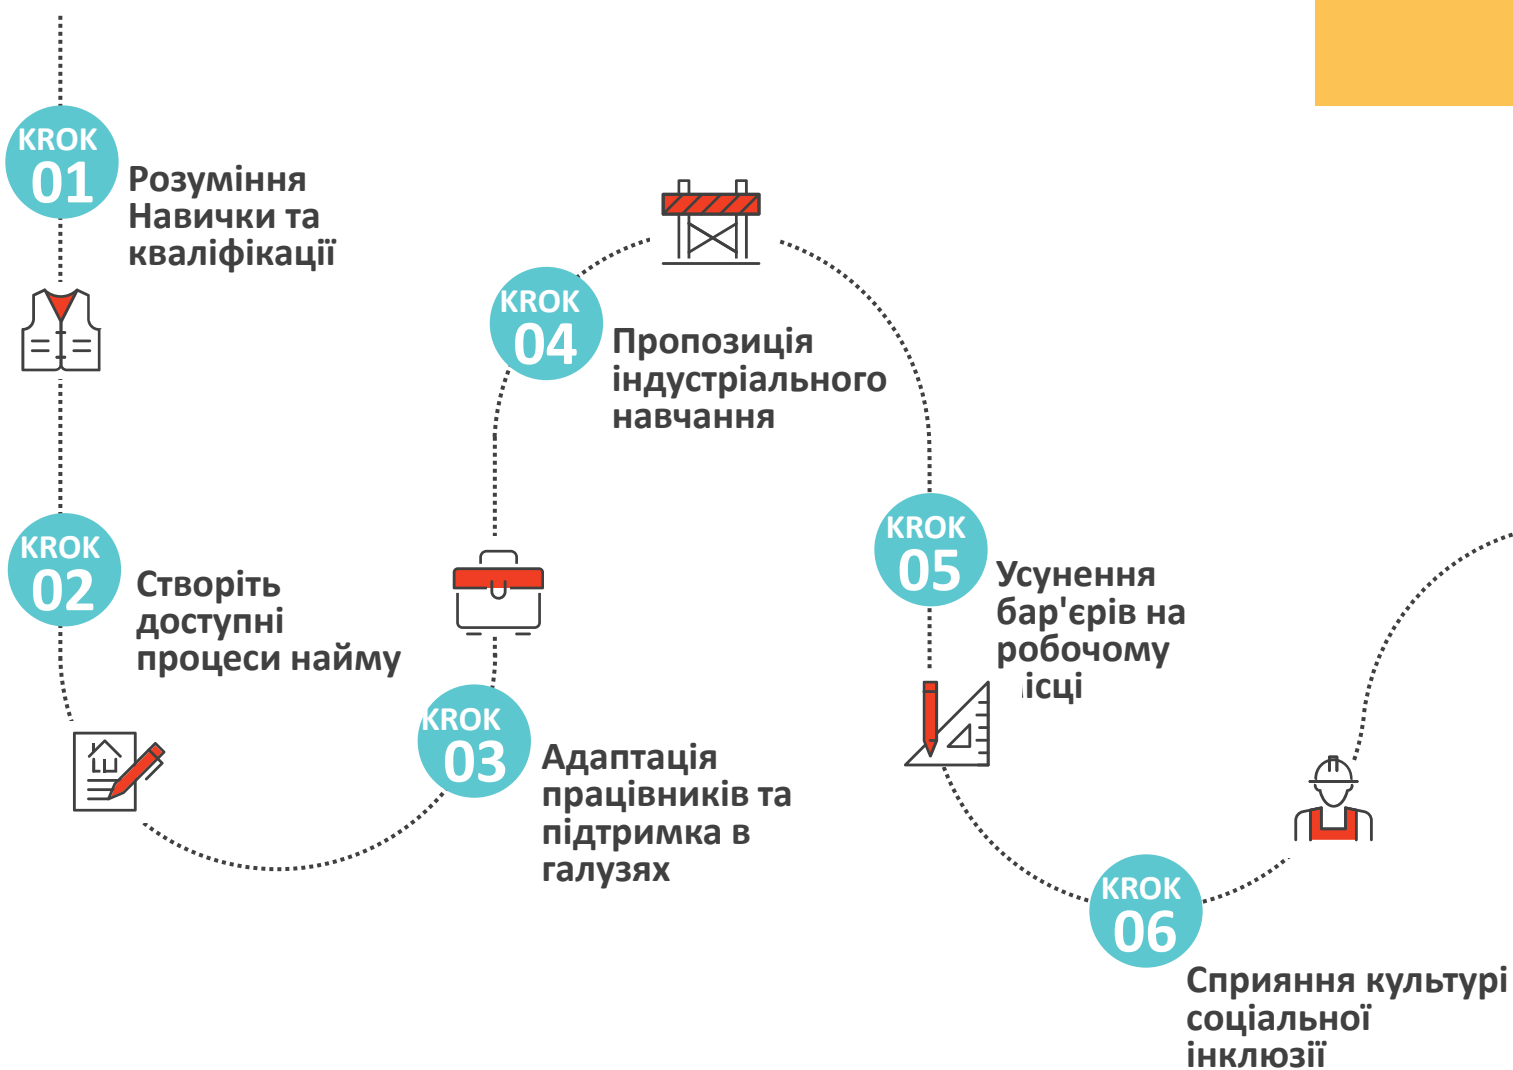 KROK
01
Розуміння
Навички та
кваліфікації
KROK
02
Створіть
доступні
процеси найму
KROK
03
Адаптація
працівників та
підтримка в
галузях
KROK
04
Пропозиція
індустріального
навчання
KROK
05
Усунення
бар'єрів на
робочому
ісці
KROK
06
Сприяння культурі
соціальної
інклюзії